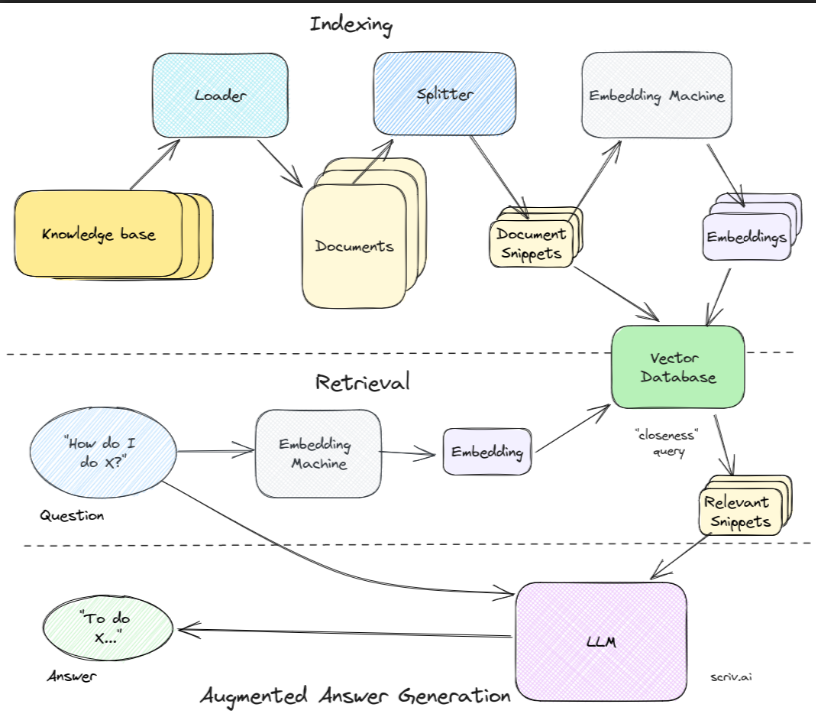 Indexing
Loader
Splitter
Embedding Machine
Knowledge base
Documents
Document
Snippets
Embeddings
Vector
Database
Retrieval
"How do I
do X?"
Question
Embedding
Machine
Embedding
"closeness"
query
Relevant
Snippets
"To do
X..."
Answer
LLM
scriv.ai
Augmented Answer Generation